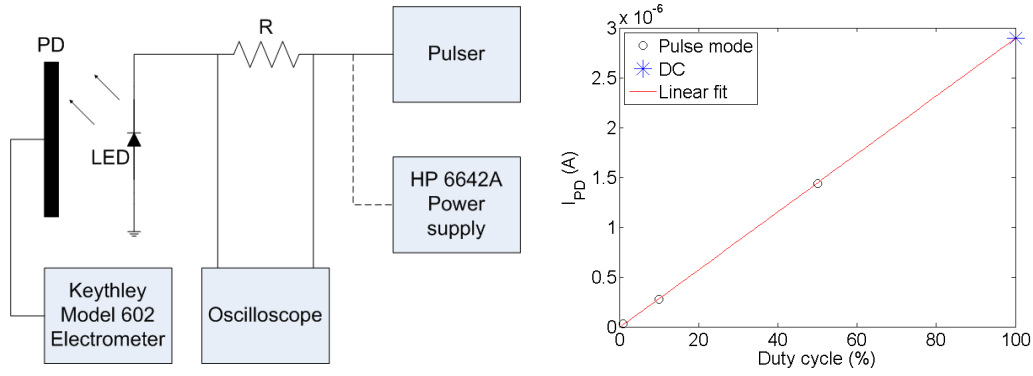 PD
R
Pulser
LED
HP 6642A
Power
supply
Keythley
Model 602
Electrometer
Oscilloscope
3 x 10^-6
2.5
2
1.5
1
0.5
0
I_PD (A)
Pulse mode
DC
Linear fit
0 20 40 60 80 100
Duty cycle (%)